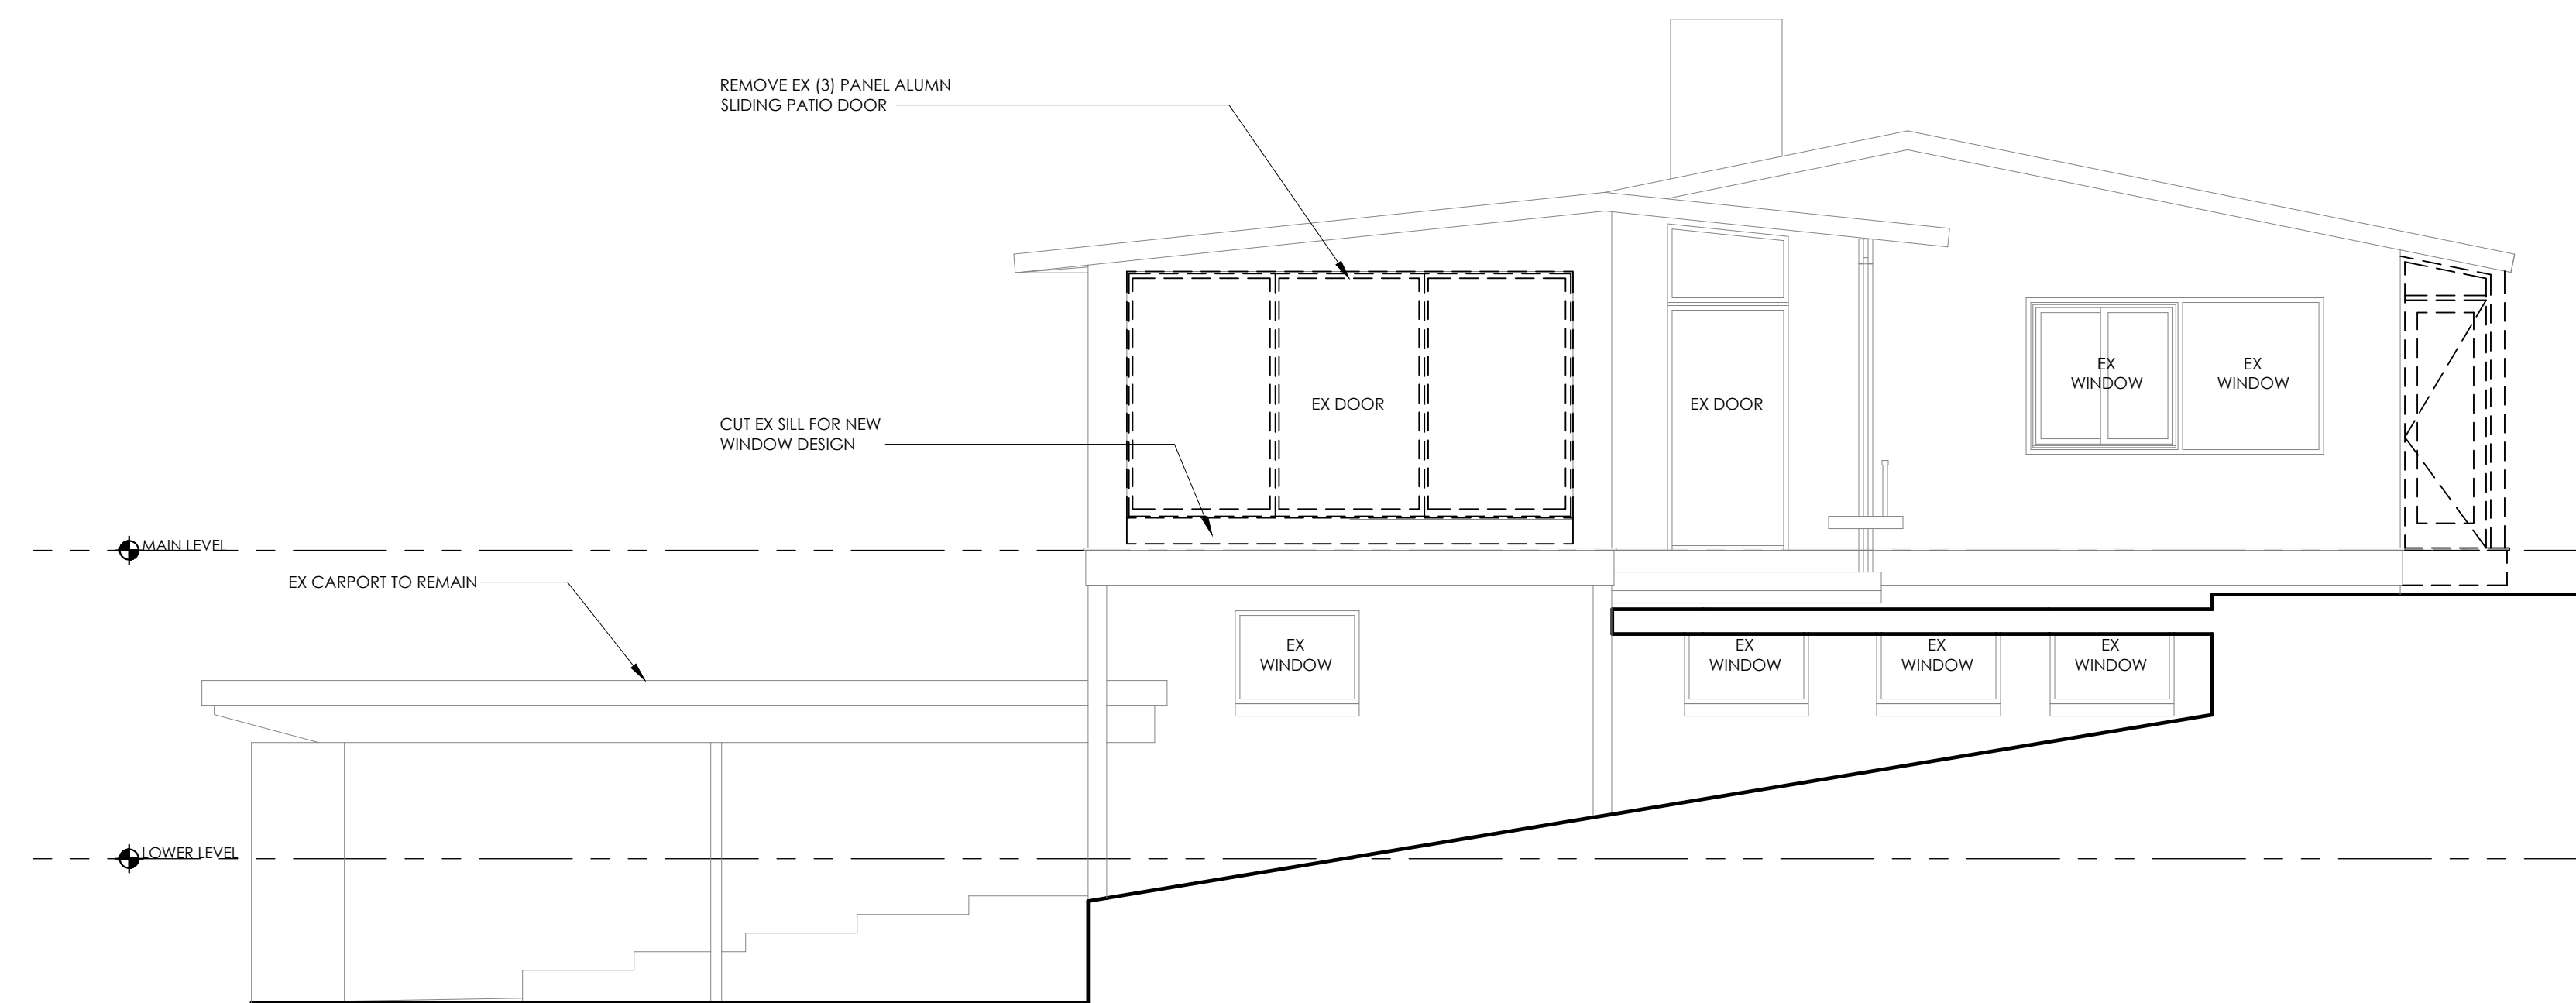 REMOVE EX (3) PANEL ALUMN
SLIDING PATIO DOOR
EX
WINDOW
EX
WINDOW
EX DOOR
EX DOOR
CUT EX SILL FOR NEW
WINDOW DESIGN
MAIN LEVEL
EX CARPORT TO REMAIN
EX
WINDOW
EX
WINDOW
EX
WINDOW
EX
WINDOW
LOWER LEVEL